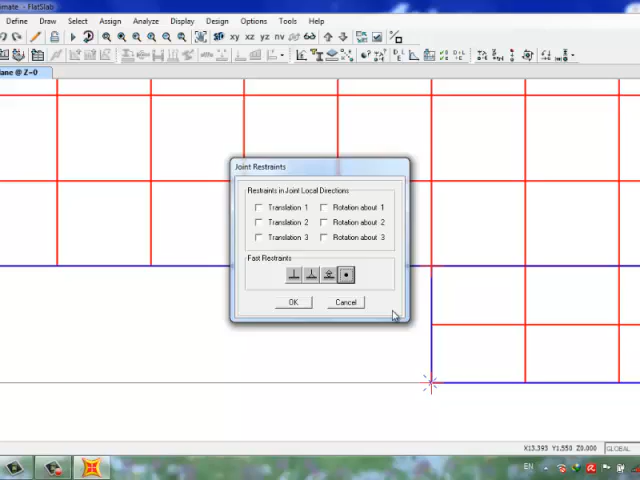 imate - FlatSlab
Define Draw Select Assign Analyze Display Design Options Tools Help
xy xz yz nv
lane @ Z=0
Joint Restraints
Restraints in Joint Local Directions
Translation 1 Rotation about 1
Translation 2 Rotation about 2
Translation 3 Rotation about 3
Fast Restraints
OK Cancel
X13.393 Y1.550 Z0.000 GLOBAL
EN